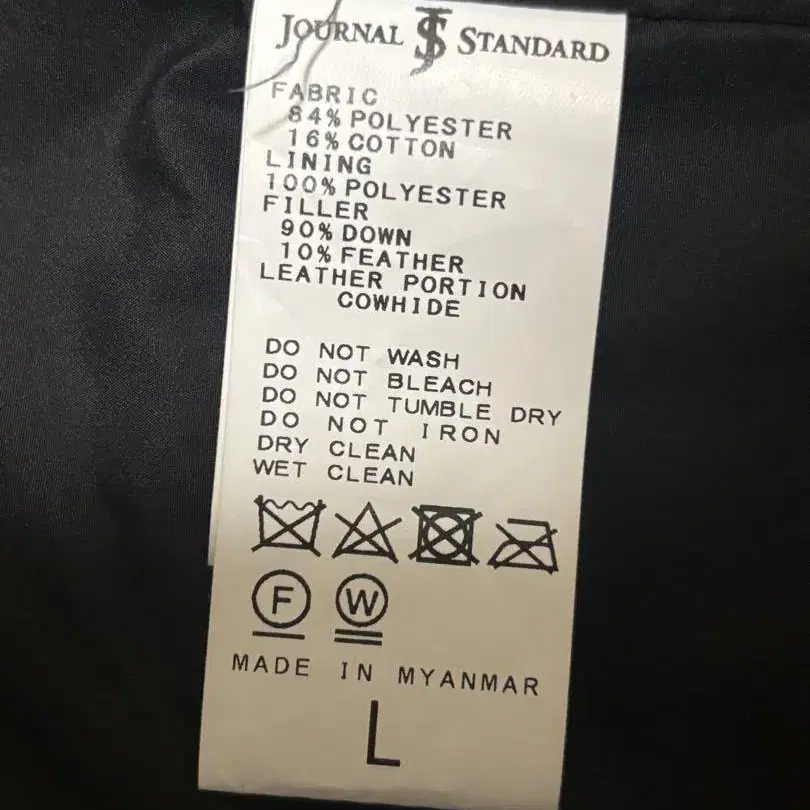 JOURNAL JS STANDARD
FABRIC
84% POLYESTER
16% COTTON
LINING
100% POLYESTER
FILLER
90% DOWN
10% FEATHER
LEATHER PORTION
COWHIDE
DO NOT WASH
DO NOT BLEACH
DO NOT TUMBLE DRY
DO NOT IRON
DRY CLEAN
WET CLEAN
F W
MADE IN MYANMAR
L